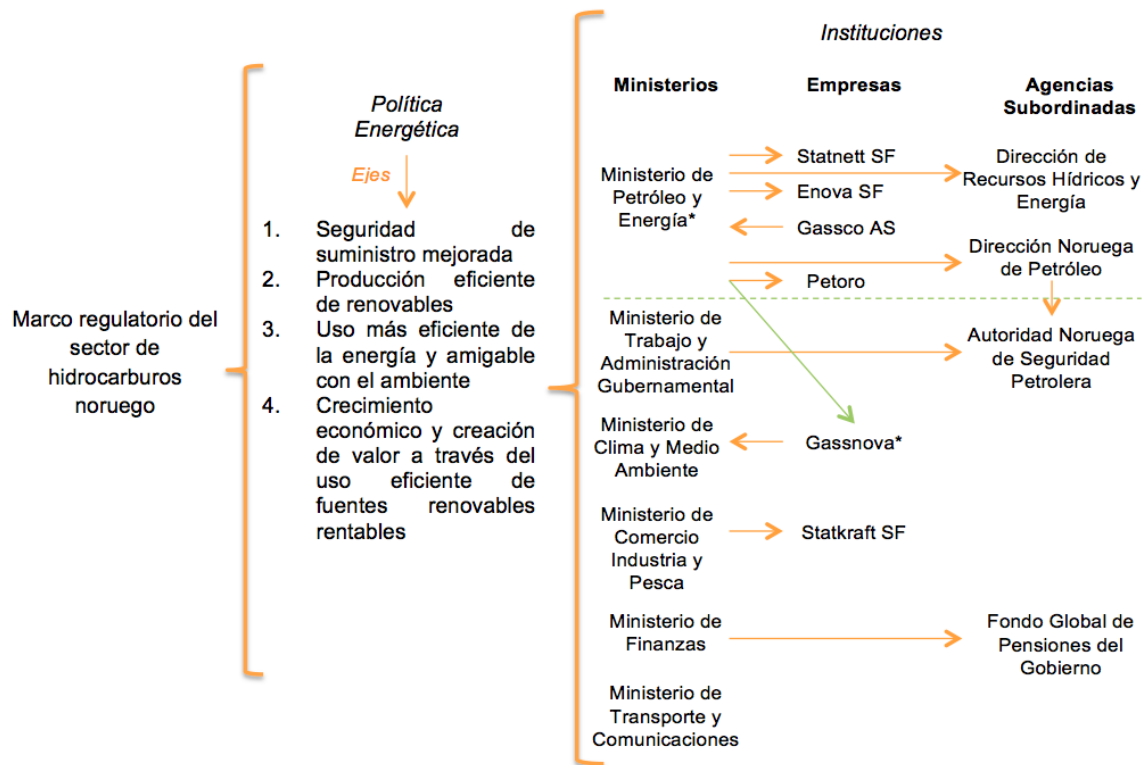 Marco regulatorio del
sector de
hidrocarburos
noruego
Política
Energética
Ejes
1. Seguridad de
suministro mejorada
2. Producción eficiente
de renovables
3. Uso más eficiente de
la energía y amigable
con el ambiente
4. Crecimiento
económico y creación
de valor a través del
uso eficiente de
fuentes renovables
rentables
Instituciones
Ministerios
Empresas
Agencias
Subordinadas
Ministerio de
Petróleo y
Energía*
Statnett SF
Enova SF
Gassco AS
Petoro
Dirección de
Recursos Hídricos y
Energía
Dirección Noruega
de Petróleo
Ministerio de
Trabajo y
Administración
Gubernamental
Autoridad Noruega
de Seguridad
Petrolera
Ministerio de
Clima y Medio
Ambiente
Gassnova*
Ministerio de
Comercio
Industria y
Pesca
Statkraft SF
Ministerio de
Finanzas
Fondo Global de
Pensiones del
Gobierno
Ministerio de
Transporte y
Comunicaciones